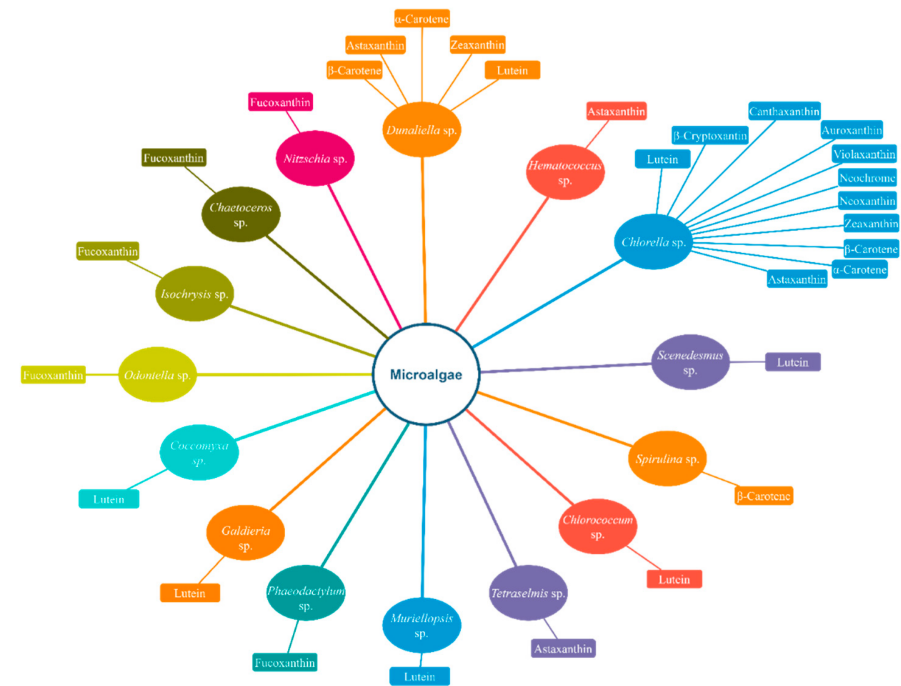 α-Carotene
Astaxanthin
Zeaxanthin
β-Carotene
Lutein
Dunaliella sp.
Fucoxanthin
Nitzschia sp.
Astaxanthin
Hematococcus
sp.
Canthaxanthin
β-Cryptoxantin
Auroxanthin
Lutein
Violaxanthin
Neochrome
Neoxanthin
Zeaxanthin
β-Carotene
α-Carotene
Astaxanthin
Chlorella sp.
Fucoxanthin
Chaetoceros
sp.
Fucoxanthin
Isochrysis sp.
Fucoxanthin
Odontella sp.
Microalgae
Scenedesmus
sp.
Lutein
Coccomyxa
sp.
Lutein
Spirulina sp.
β-Carotene
Galdieria
sp.
Lutein
Chlorococcum
sp.
Lutein
Phaeodactylum
sp.
Fucoxanthin
Muriellopsis
sp.
Lutein
Tetraselmis sp.
Astaxanthin